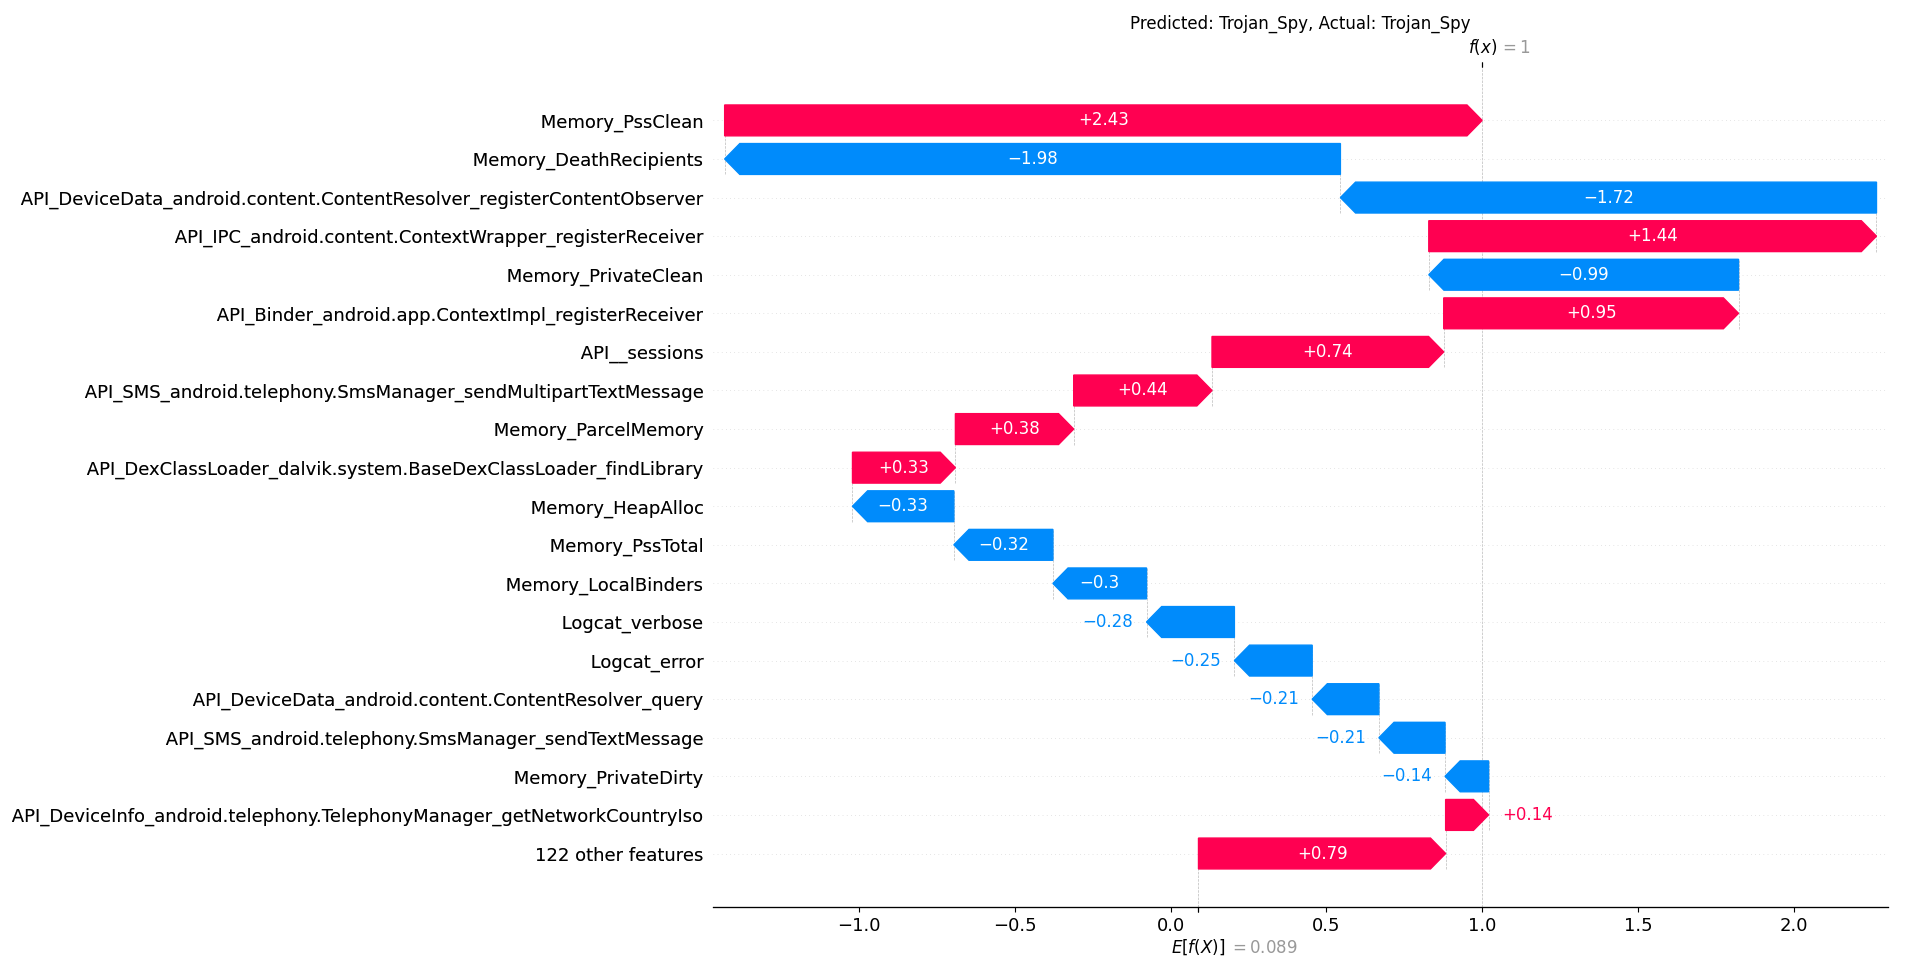 Predicted: Trojan_Spy, Actual: Trojan_Spy
f(x) = 1
Memory_PssClean +2.43
Memory_DeathRecipients −1.98
API_DeviceData_android.content.ContentResolver_registerContentObserver −1.72
API_IPC_android.content.ContextWrapper_registerReceiver +1.44
Memory_PrivateClean −0.99
API_Binder_android.app.ContextImpl_registerReceiver +0.95
API__sessions +0.74
API_SMS_android.telephony.SmsManager_sendMultipartTextMessage +0.44
Memory_ParcelMemory +0.38
API_DexClassLoader_dalvik.system.BaseDexClassLoader_findLibrary +0.33
Memory_HeapAlloc −0.33
Memory_PssTotal −0.32
Memory_LocalBinders −0.3
Logcat_verbose −0.28
Logcat_error −0.25
API_DeviceData_android.content.ContentResolver_query −0.21
API_SMS_android.telephony.SmsManager_sendTextMessage −0.21
Memory_PrivateDirty −0.14
API_DeviceInfo_android.telephony.TelephonyManager_getNetworkCountryIso +0.14
122 other features +0.79
−1.0 −0.5 0.0 0.5 1.0 1.5 2.0
E[f(X)] = 0.089